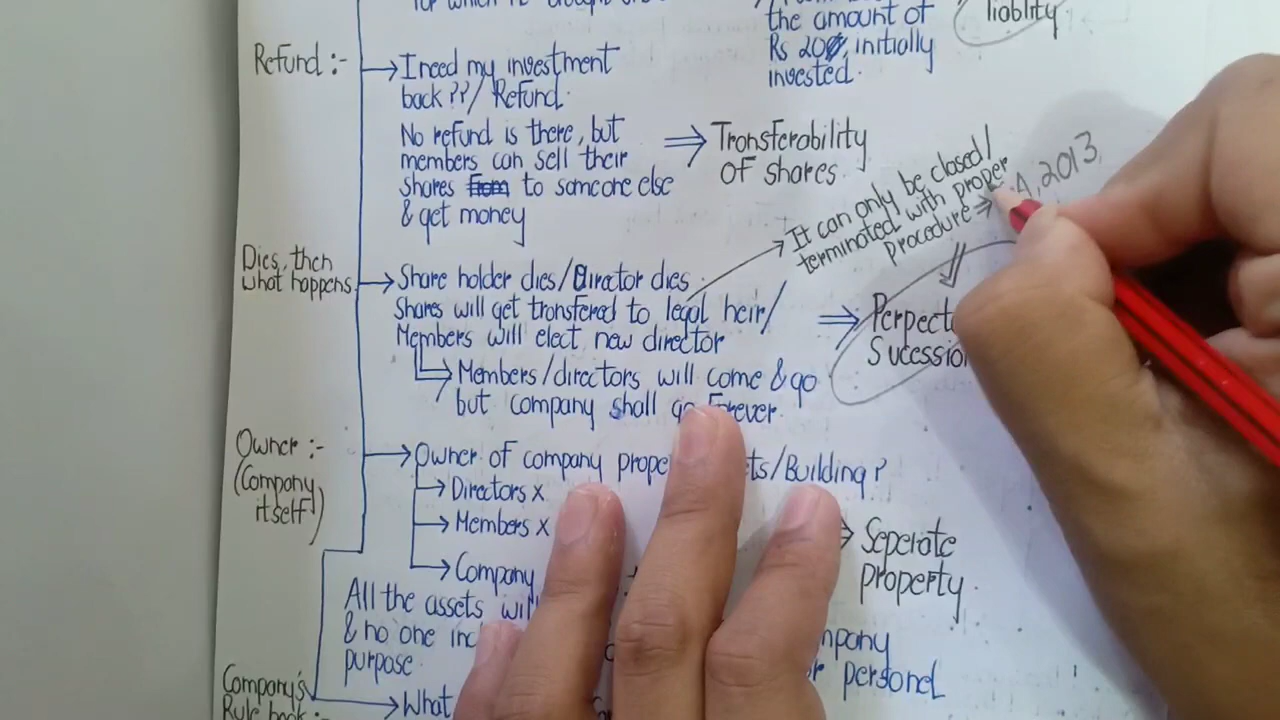 the amount of
Rs 200, initially
invested.
liablity
Refund :-
I need my investment
back ??/ Refund.
No refund is there, but
members can sell their
shares from to someone else
& get money
Transferability
of shares.
It can only be closed/
terminated with proper
Procedure
A, 2013
Dies, then
what happens
Share holder dies/Director dies.
Shares will get transfered to legal heir/
Members will elect new director
Members/directors will come & go
but company shall go Forever.
Sucession
Owner :-
(Company
itself)
Owner of company /Building?
Directors x
Members x
Company
Seperate
property.
All the assets
& no one
purpose.
personal
Company's
Rule book :-
What